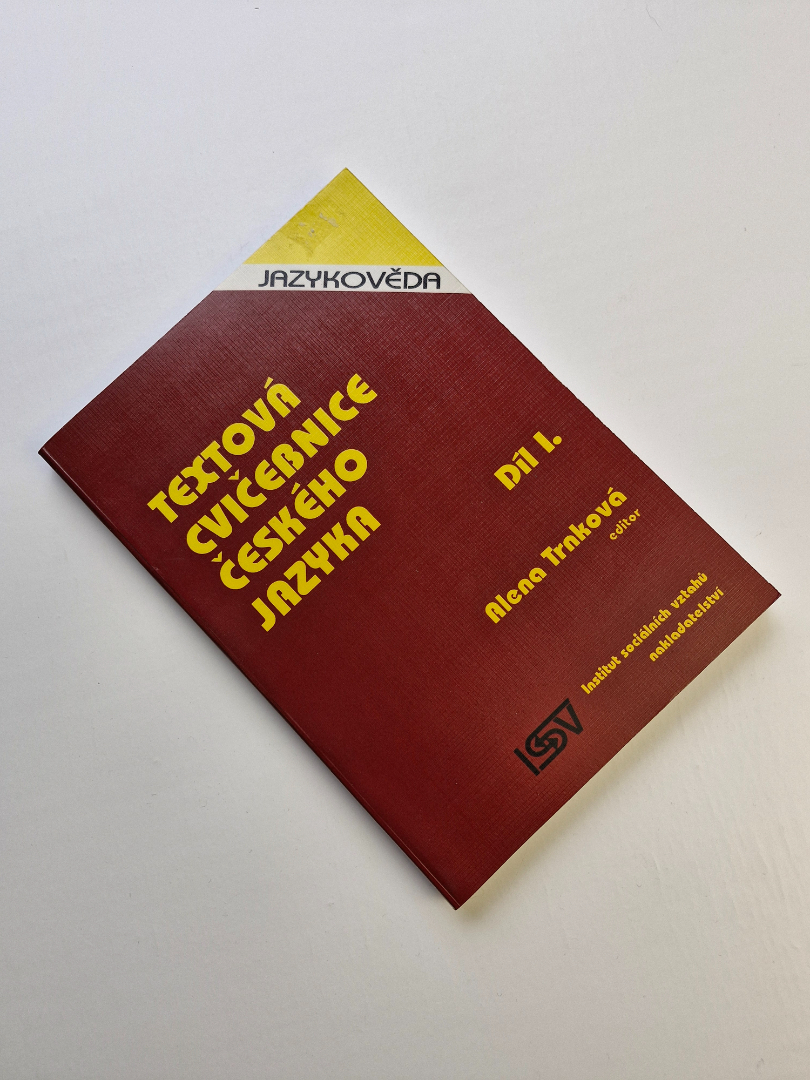 JAZYKOVĚDA
TEXTOVÁ
CVIČEBNICE
ČESKÉHO
JAZYKA
Díl I.
Alena Trnková
editor
Institut sociálních vztahů
nakladatelství
ISV